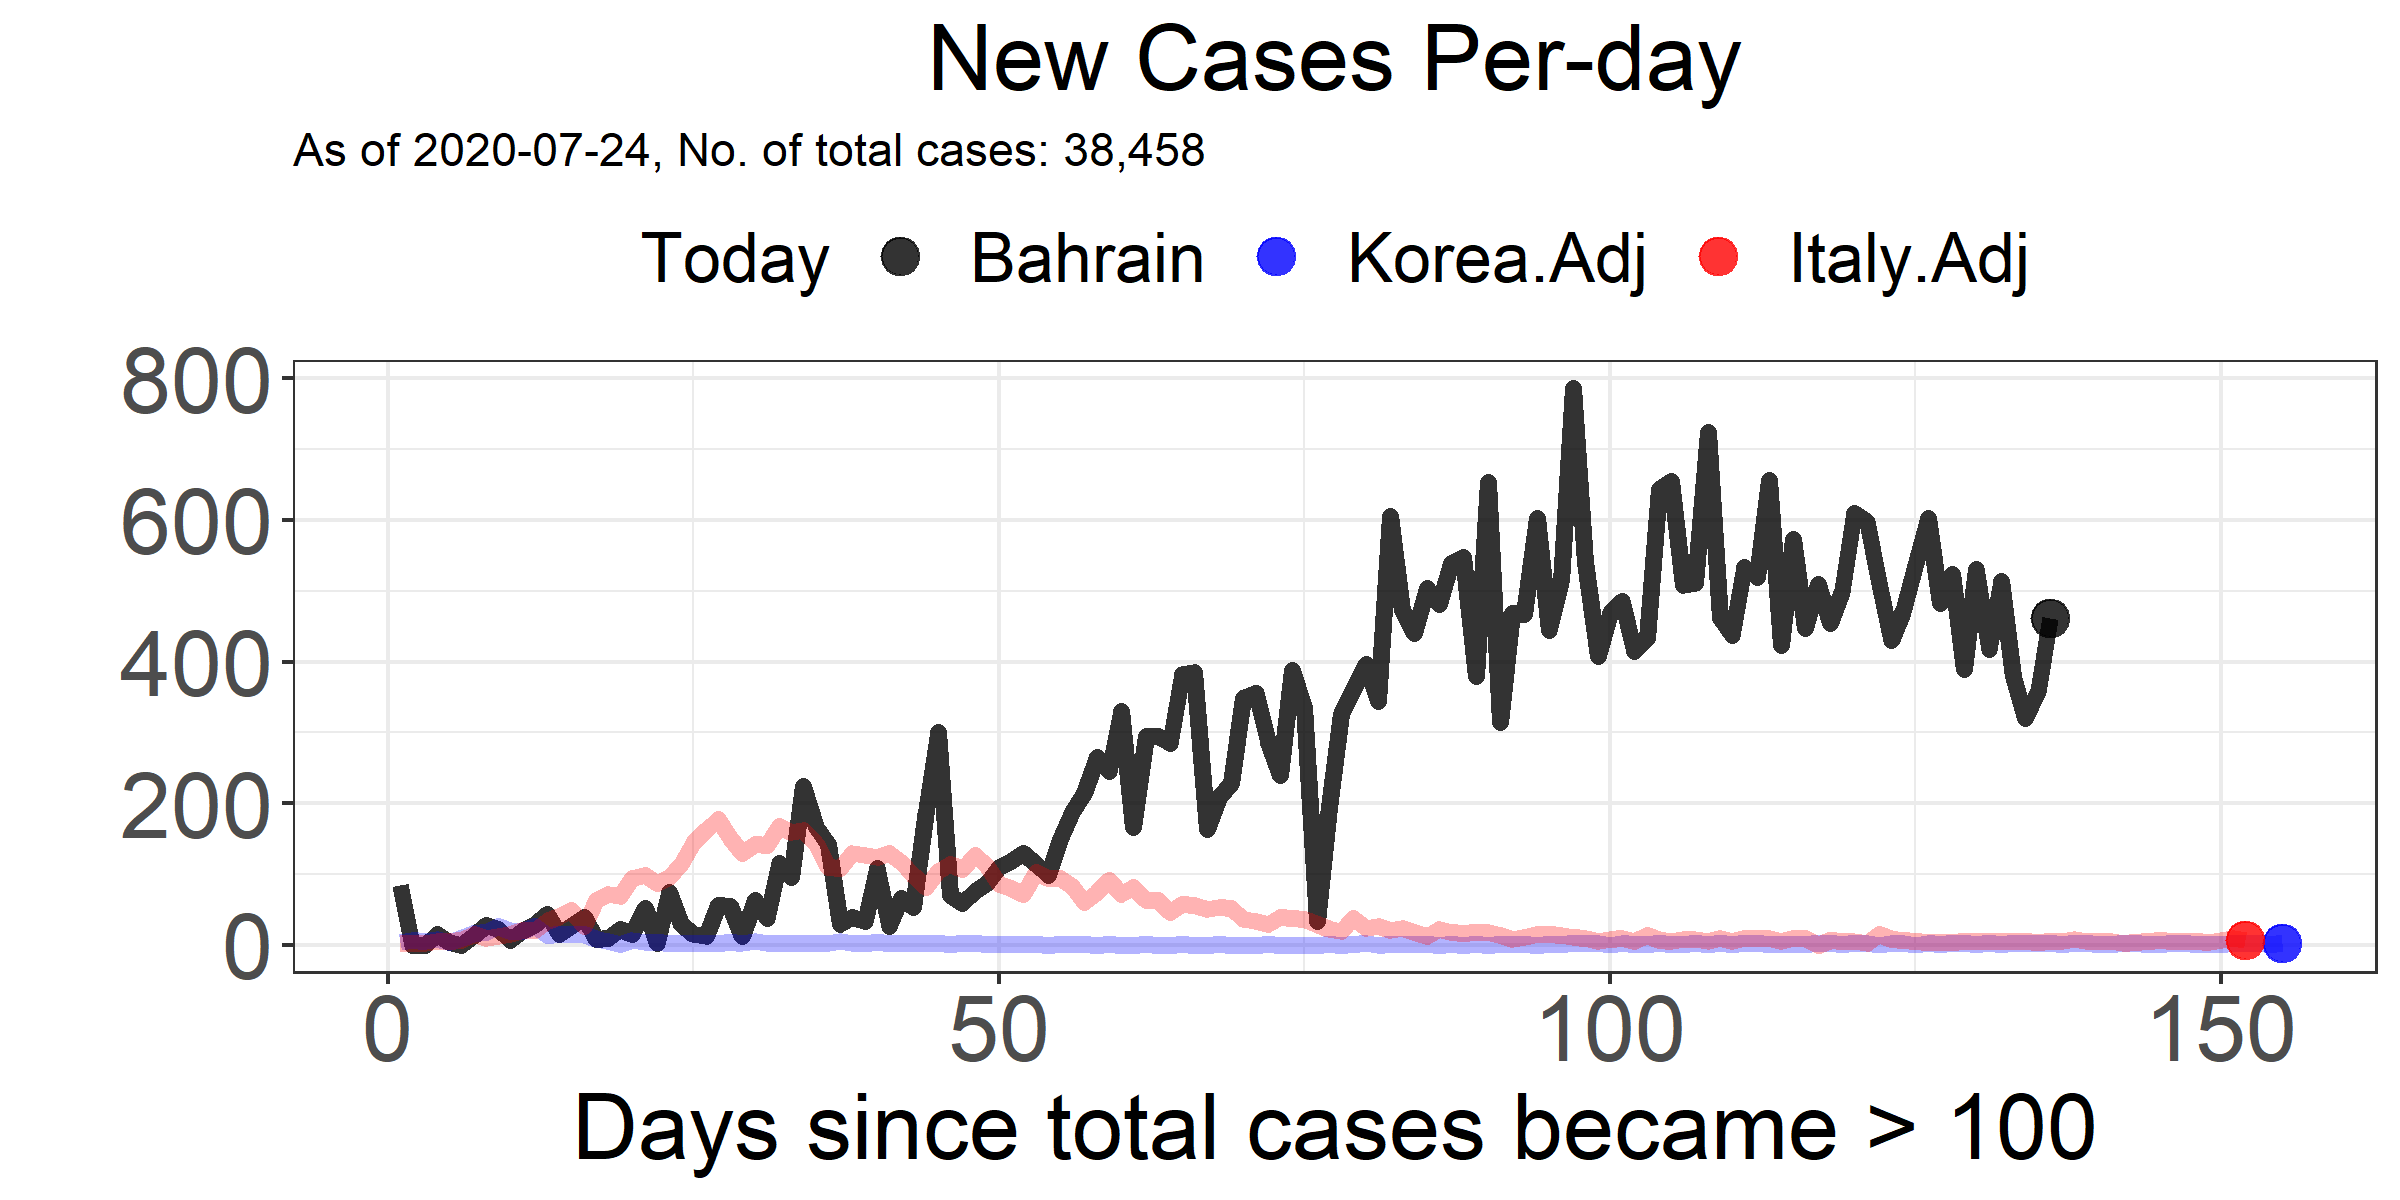 New Cases Per-day
As of 2020-07-24, No. of total cases: 38,458
Today Bahrain Korea.Adj Italy.Adj
800
600
400
200
0
0 50 100 150
Days since total cases became > 100